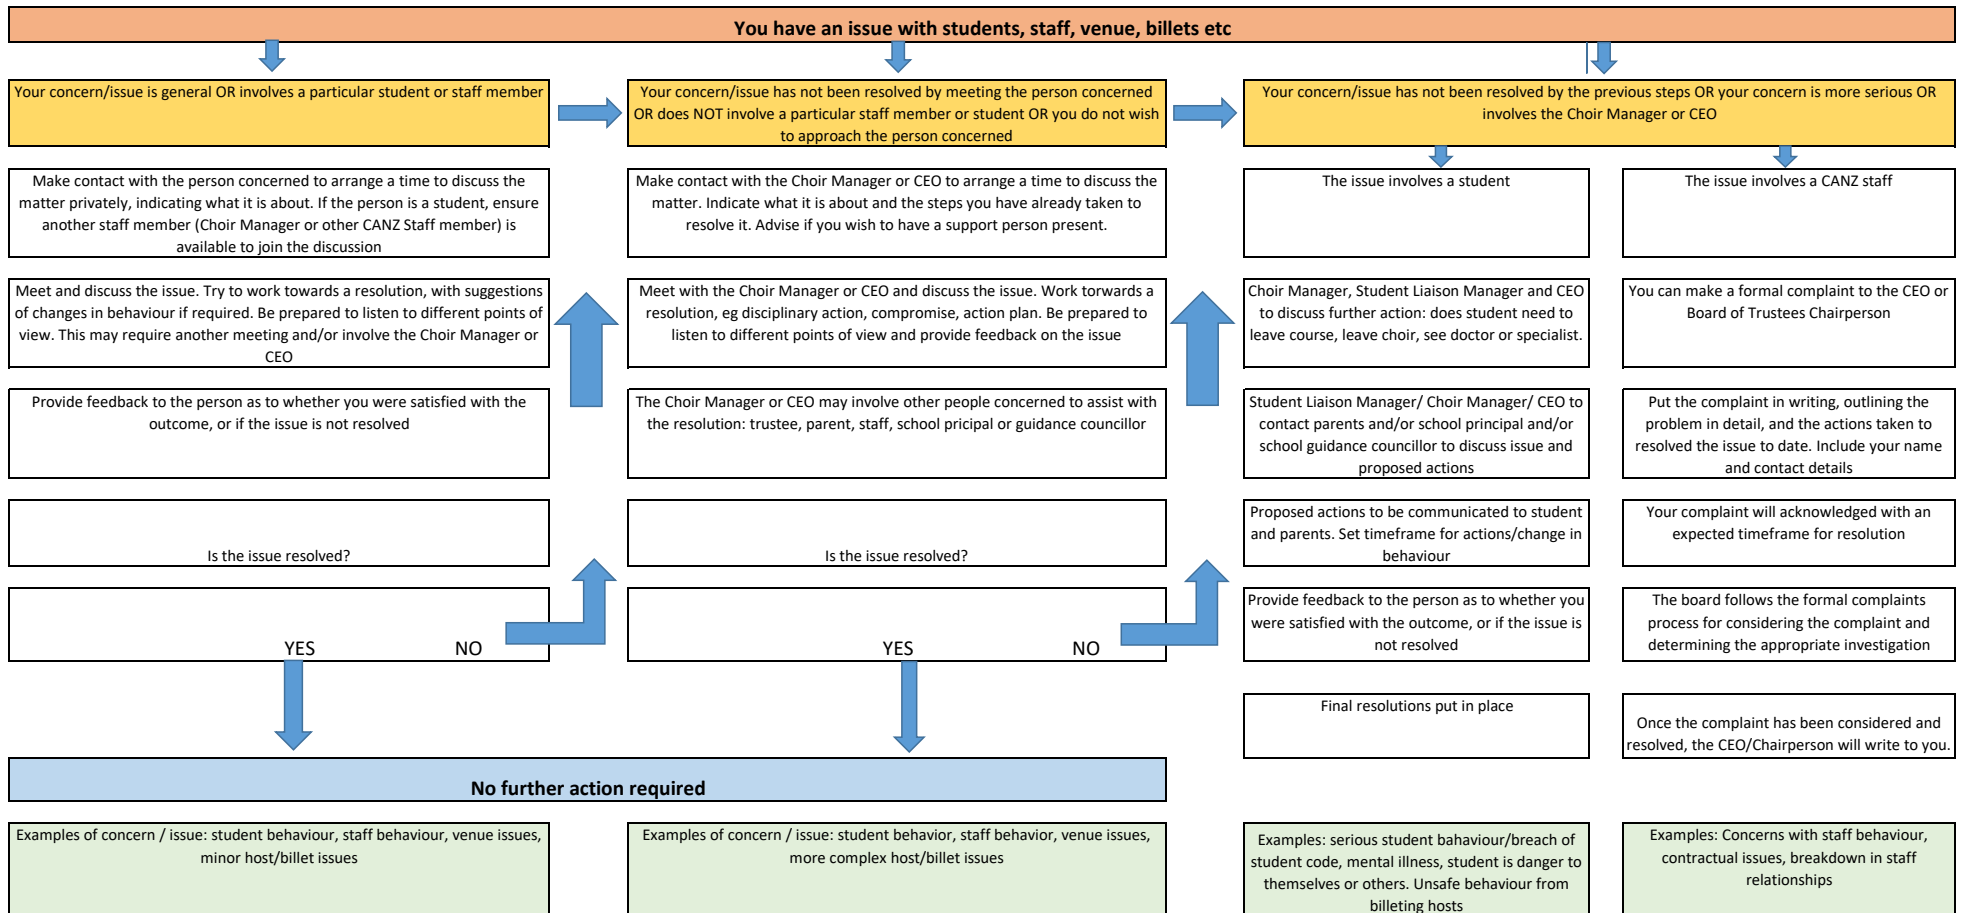 You have an issue with students, staff, venue, billets etc
Your concern/issue is general OR involves a particular student or staff member
Your concern/issue has not been resolved by meeting the person concerned
OR does NOT involve a particular staff member or student OR you do not wish
to approach the person concerned
Your concern/issue has not been resolved by the previous steps OR your concern is more serious OR
involves the Choir Manager or CEO
Make contact with the person concerned to arrange a time to discuss the
matter privately, indicating what it is about. If the person is a student, ensure
another staff member (Choir Manager or other CANZ Staff member) is
available to join the discussion
Make contact with the Choir Manager or CEO to arrange a time to discuss the
matter. Indicate what it is about and the steps you have already taken to
resolve it. Advise if you wish to have a support person present.
The issue involves a student
The issue involves a CANZ staff
Meet and discuss the issue. Try to work towards a resolution, with suggestions
of changes in behaviour if required. Be prepared to listen to different points of
view. This may require another meeting and/or involve the Choir Manager or
CEO
Meet with the Choir Manager or CEO and discuss the issue. Work torwards a
resolution, eg disciplinary action, compromise, action plan. Be prepared to
listen to different points of view and provide feedback on the issue
Choir Manager, Student Liaison Manager and CEO
to discuss further action: does student need to
leave course, leave choir, see doctor or specialist.
You can make a formal complaint to the CEO or
Board of Trustees Chairperson
Provide feedback to the person as to whether you were satisfied with the
outcome, or if the issue is not resolved
The Choir Manager or CEO may involve other people concerned to assist with
the resolution: trustee, parent, staff, school pricipal or guidance councillor
Student Liaison Manager/ Choir Manager/ CEO to
contact parents and/or school principal and/or
school guidance councillor to discuss issue and
proposed actions
Put the complaint in writing, outlining the
problem in detail, and the actions taken to
resolved the issue to date. Include your name
and contact details
Is the issue resolved?
Is the issue resolved?
Proposed actions to be communicated to student
and parents. Set timeframe for actions/change in
behaviour
Your complaint will acknowledged with an
expected timeframe for resolution
YES NO
YES NO
Provide feedback to the person as to whether you
were satisfied with the outcome, or if the issue is
not resolved
The board follows the formal complaints
process for considering the complaint and
determining the appropriate investigation
Final resolutions put in place
Once the complaint has been considered and
resolved, the CEO/Chairperson will write to you.
No further action required
Examples of concern / issue: student behaviour, staff behaviour, venue issues,
minor host/billet issues
Examples of concern / issue: student behavior, staff behavior, venue issues,
more complex host/billet issues
Examples: serious student bahaviour/breach of
student code, mental illness, student is danger to
themselves or others. Unsafe behaviour from
billeting hosts
Examples: Concerns with staff behaviour,
contractual issues, breakdown in staff
relationships